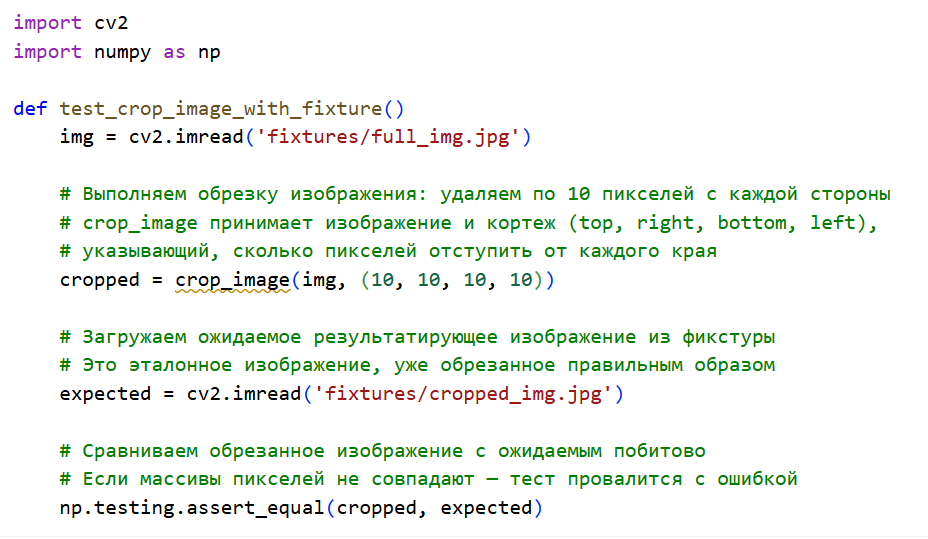 import cv2
import numpy as np
def test_crop_image_with_fixture()
img = cv2.imread('fixtures/full_img.jpg')
# Выполняем обрезку изображения: удаляем по 10 пикселей с каждой стороны
# crop_image принимает изображение и кортеж (top, right, bottom, left),
# указывающий, сколько пикселей отступить от каждого края
cropped = crop_image(img, (10, 10, 10, 10))
# Загружаем ожидаемое результатирующее изображение из фикстуры
# Это эталонное изображение, уже обрезанное правильным образом
expected = cv2.imread('fixtures/cropped_img.jpg')
# Сравниваем обрезанное изображение с ожидаемым побитово
# Если массивы пикселей не совпадают — тест провалится с ошибкой
np.testing.assert_equal(cropped, expected)